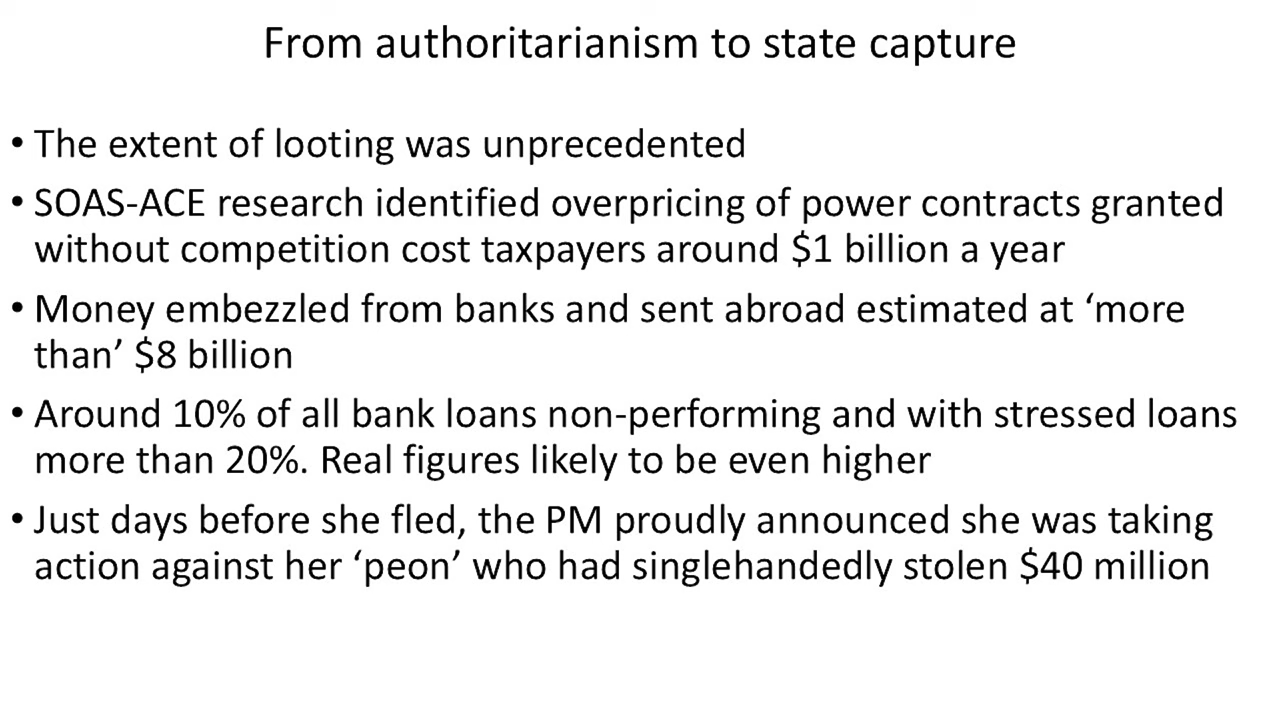 From authoritarianism to state capture
• The extent of looting was unprecedented
• SOAS-ACE research identified overpricing of power contracts granted
without competition cost taxpayers around $1 billion a year
• Money embezzled from banks and sent abroad estimated at ‘more
than’ $8 billion
• Around 10% of all bank loans non-performing and with stressed loans
more than 20%. Real figures likely to be even higher
• Just days before she fled, the PM proudly announced she was taking
action against her ‘peon’ who had singlehandedly stolen $40 million